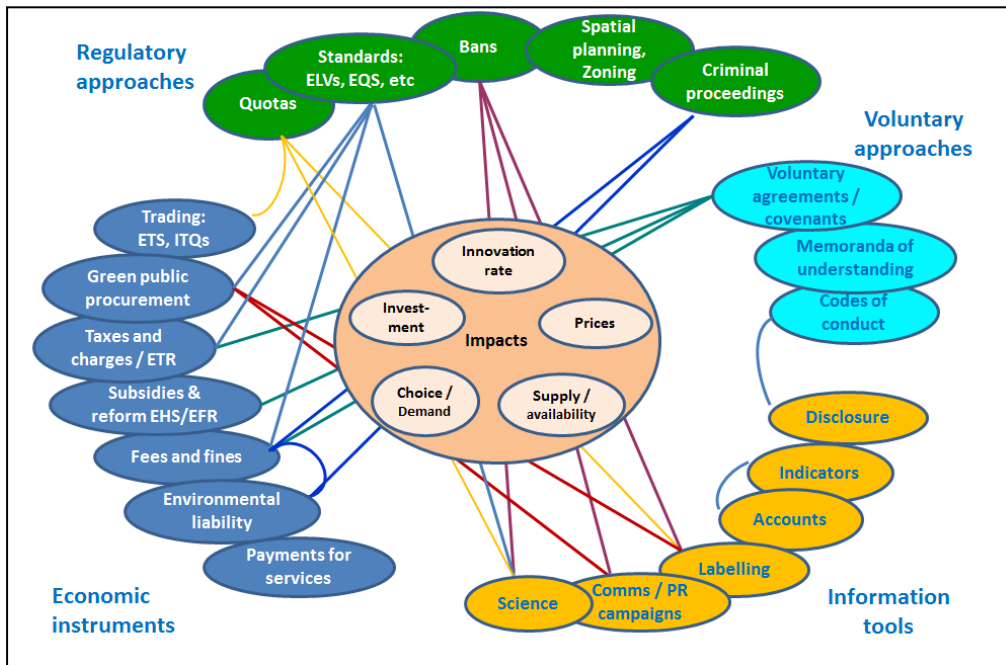 Regulatory
approaches
Quotas
Standards:
ELVs, EQS, etc
Bans
Spatial
planning,
Zoning
Criminal
proceedings
Voluntary
approaches
Voluntary
agreements /
covenants
Memoranda of
understanding
Codes of
conduct
Trading:
ETS, ITQs
Green public
procurement
Taxes and
charges / ETR
Subsidies &
reform EHS/EFR
Fees and fines
Environmental
liability
Payments for
services
Economic
instruments
Innovation
rate
Invest-
ment
Prices
Impacts
Choice /
Demand
Supply /
availability
Disclosure
Indicators
Accounts
Labelling
Comms / PR
campaigns
Science
Information
tools